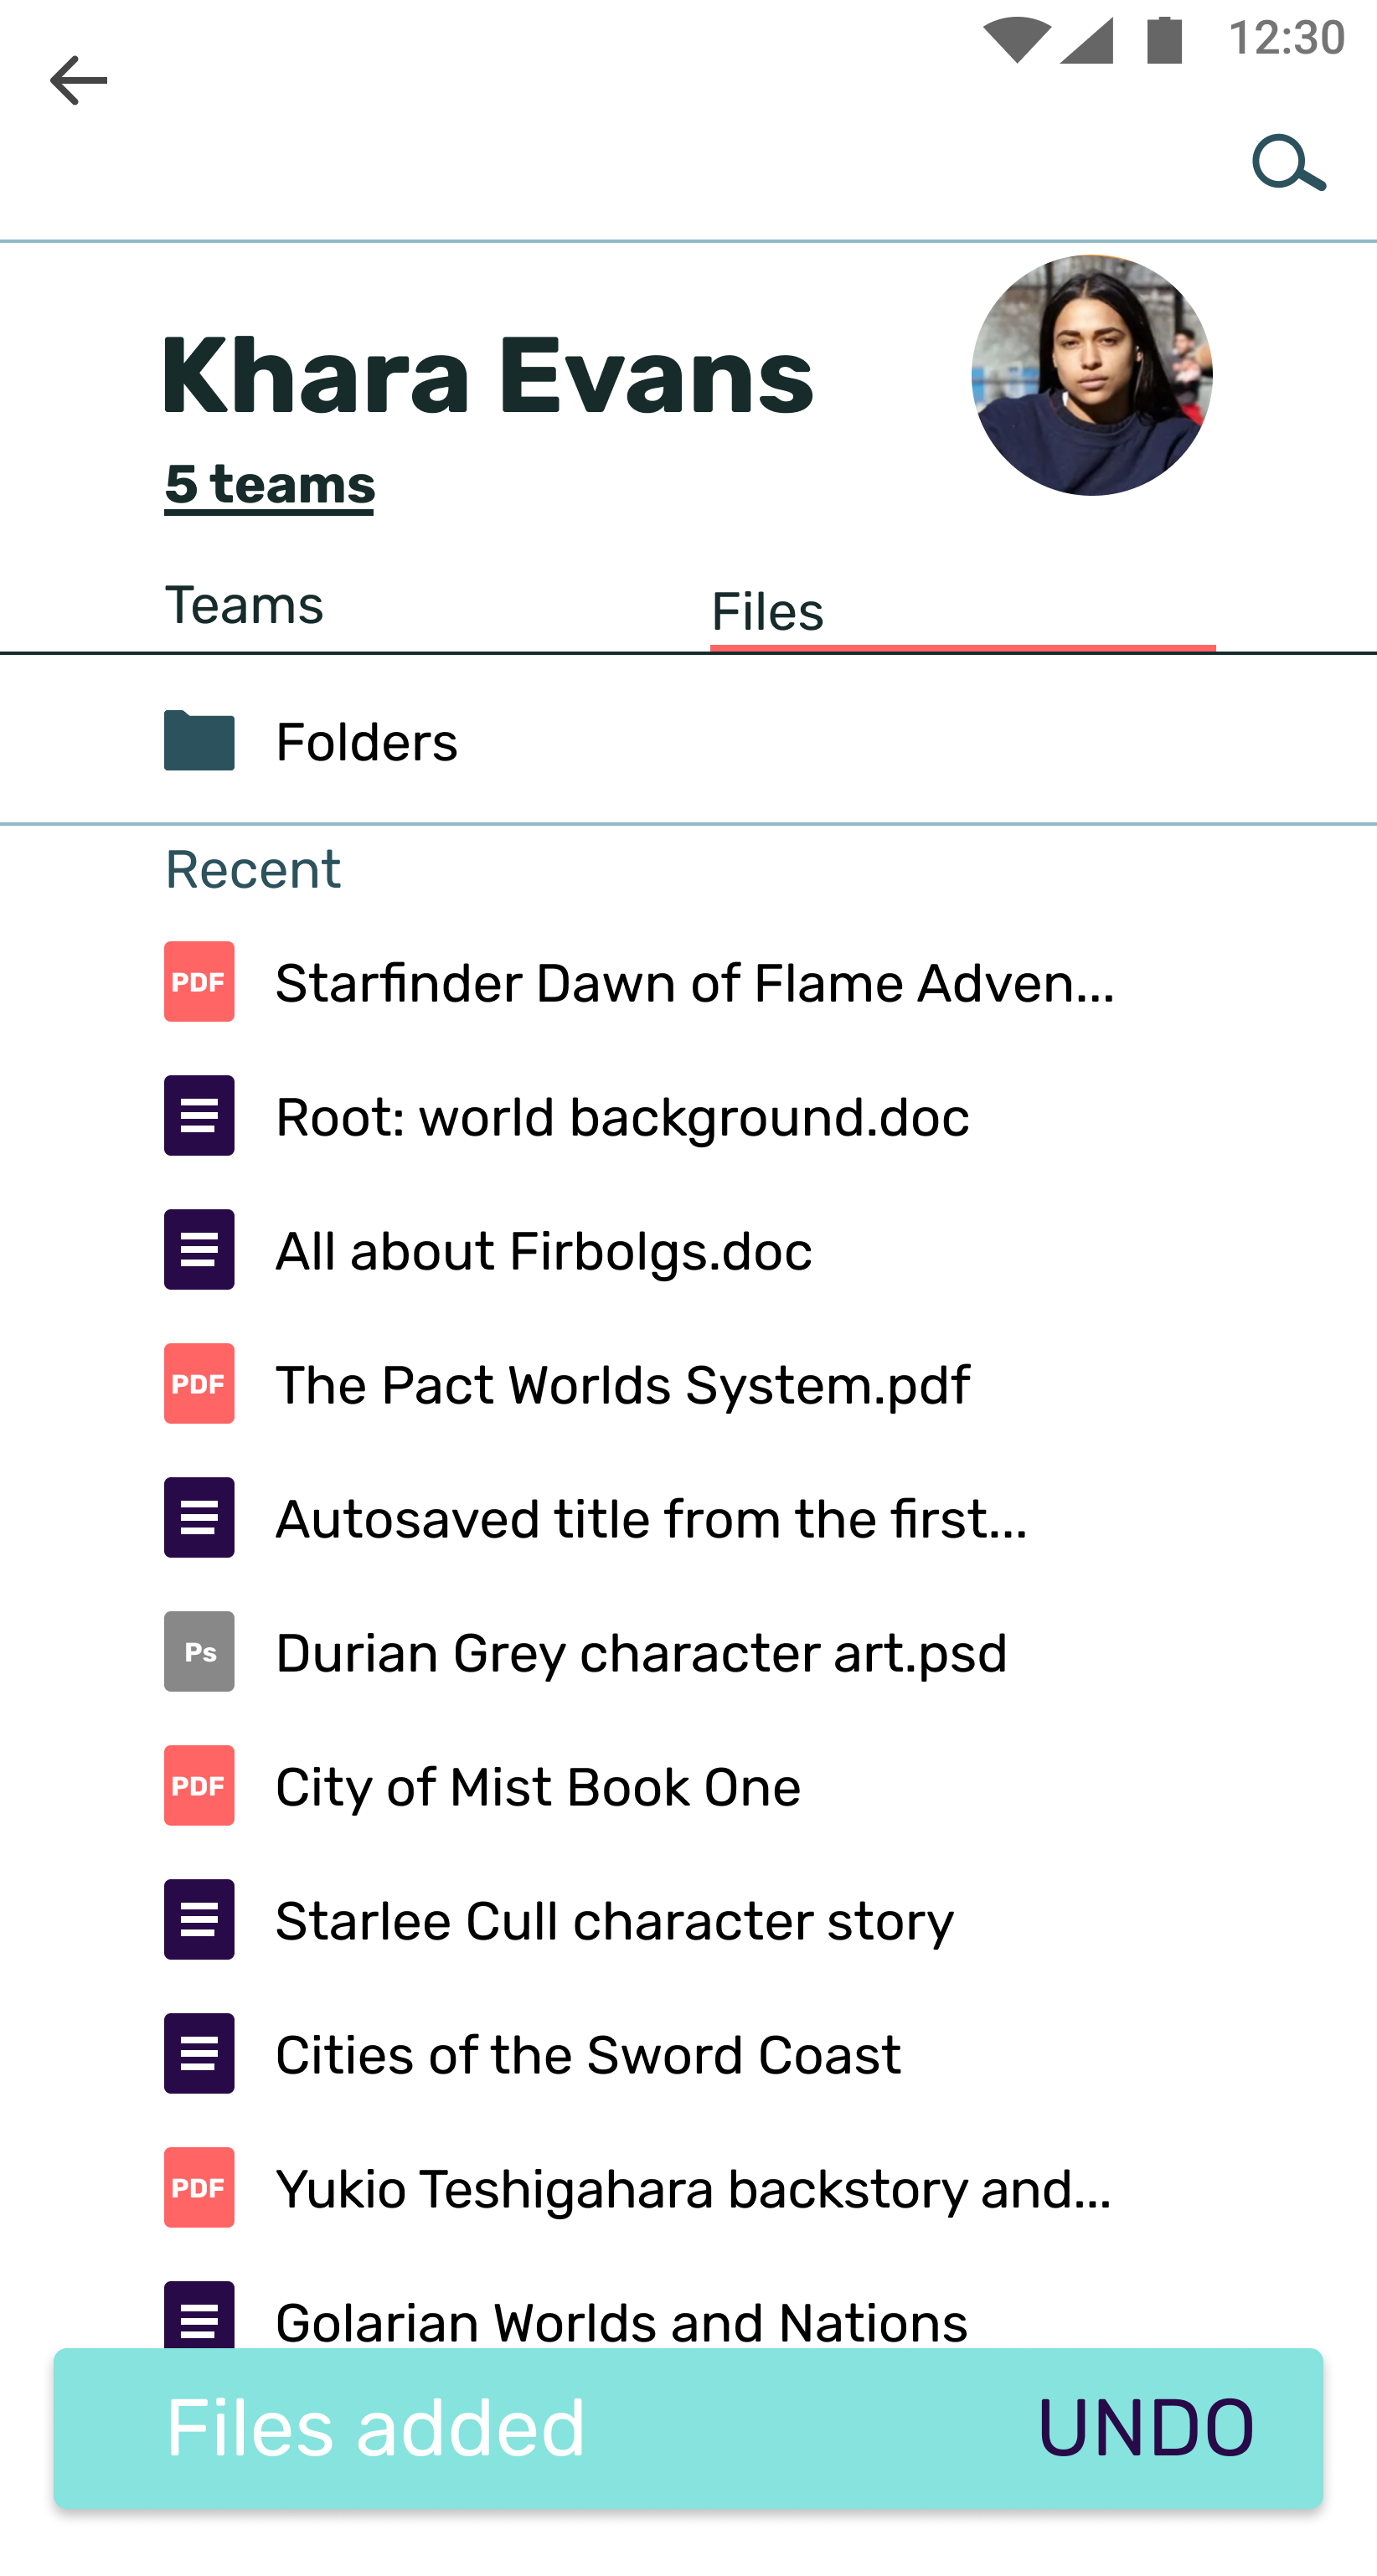 12:30
Khara Evans
5 teams
Teams
Files
Folders
Recent
PDF
Starfinder Dawn of Flame Adven...
Root: world background.doc
All about Firbolgs.doc
PDF
The Pact Worlds System.pdf
Autosaved title from the first...
Ps
Durian Grey character art.psd
PDF
City of Mist Book One
Starlee Cull character story
Cities of the Sword Coast
PDF
Yukio Teshigahara backstory and...
Golarian Worlds and Nations
Files added
UNDO